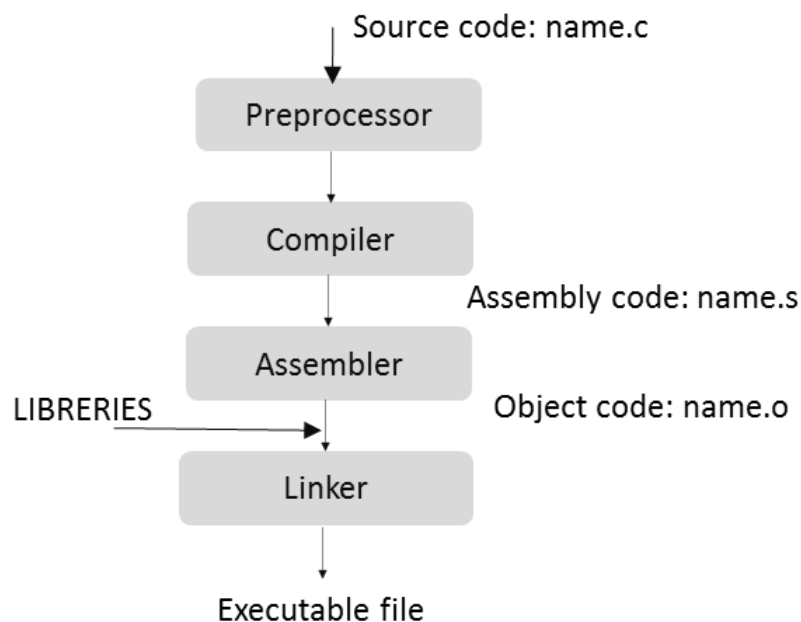 Source code: name.c
Preprocessor
Compiler
Assembly code: name.s
Assembler
LIBRERIES
Object code: name.o
Linker
Executable file